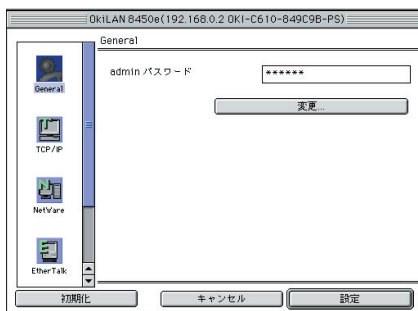 OkiLAN 8450e(192.168.0.2 OKI-C610-849C9B-PS)
General
General
admin パスワード
******
変更...
TCP/IP
NetWare
EtherTalk
初期化
キャンセル
設定